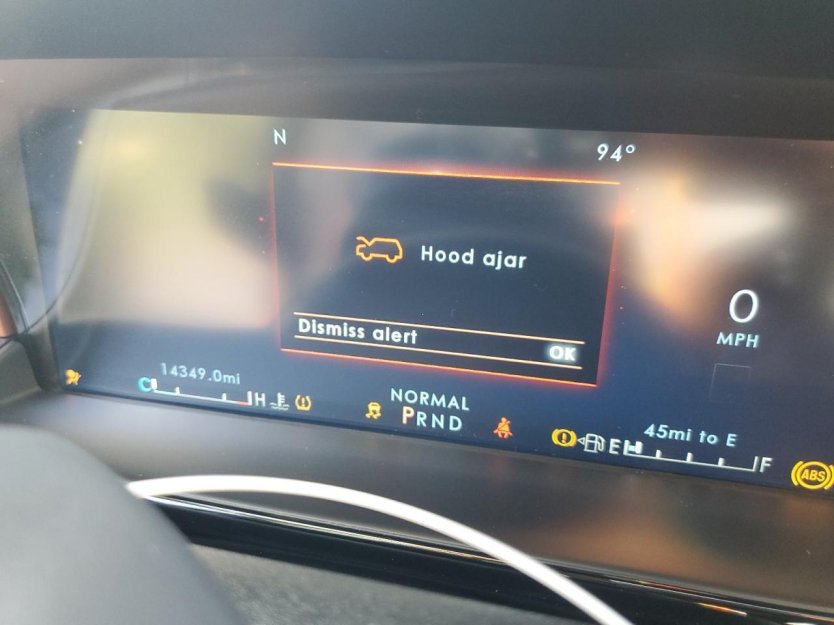 N
94°
Hood ajar
Dismiss alert
OK
0
MPH
14349.0mi
C H
NORMAL
PRND
45mi to E
E F
ABS